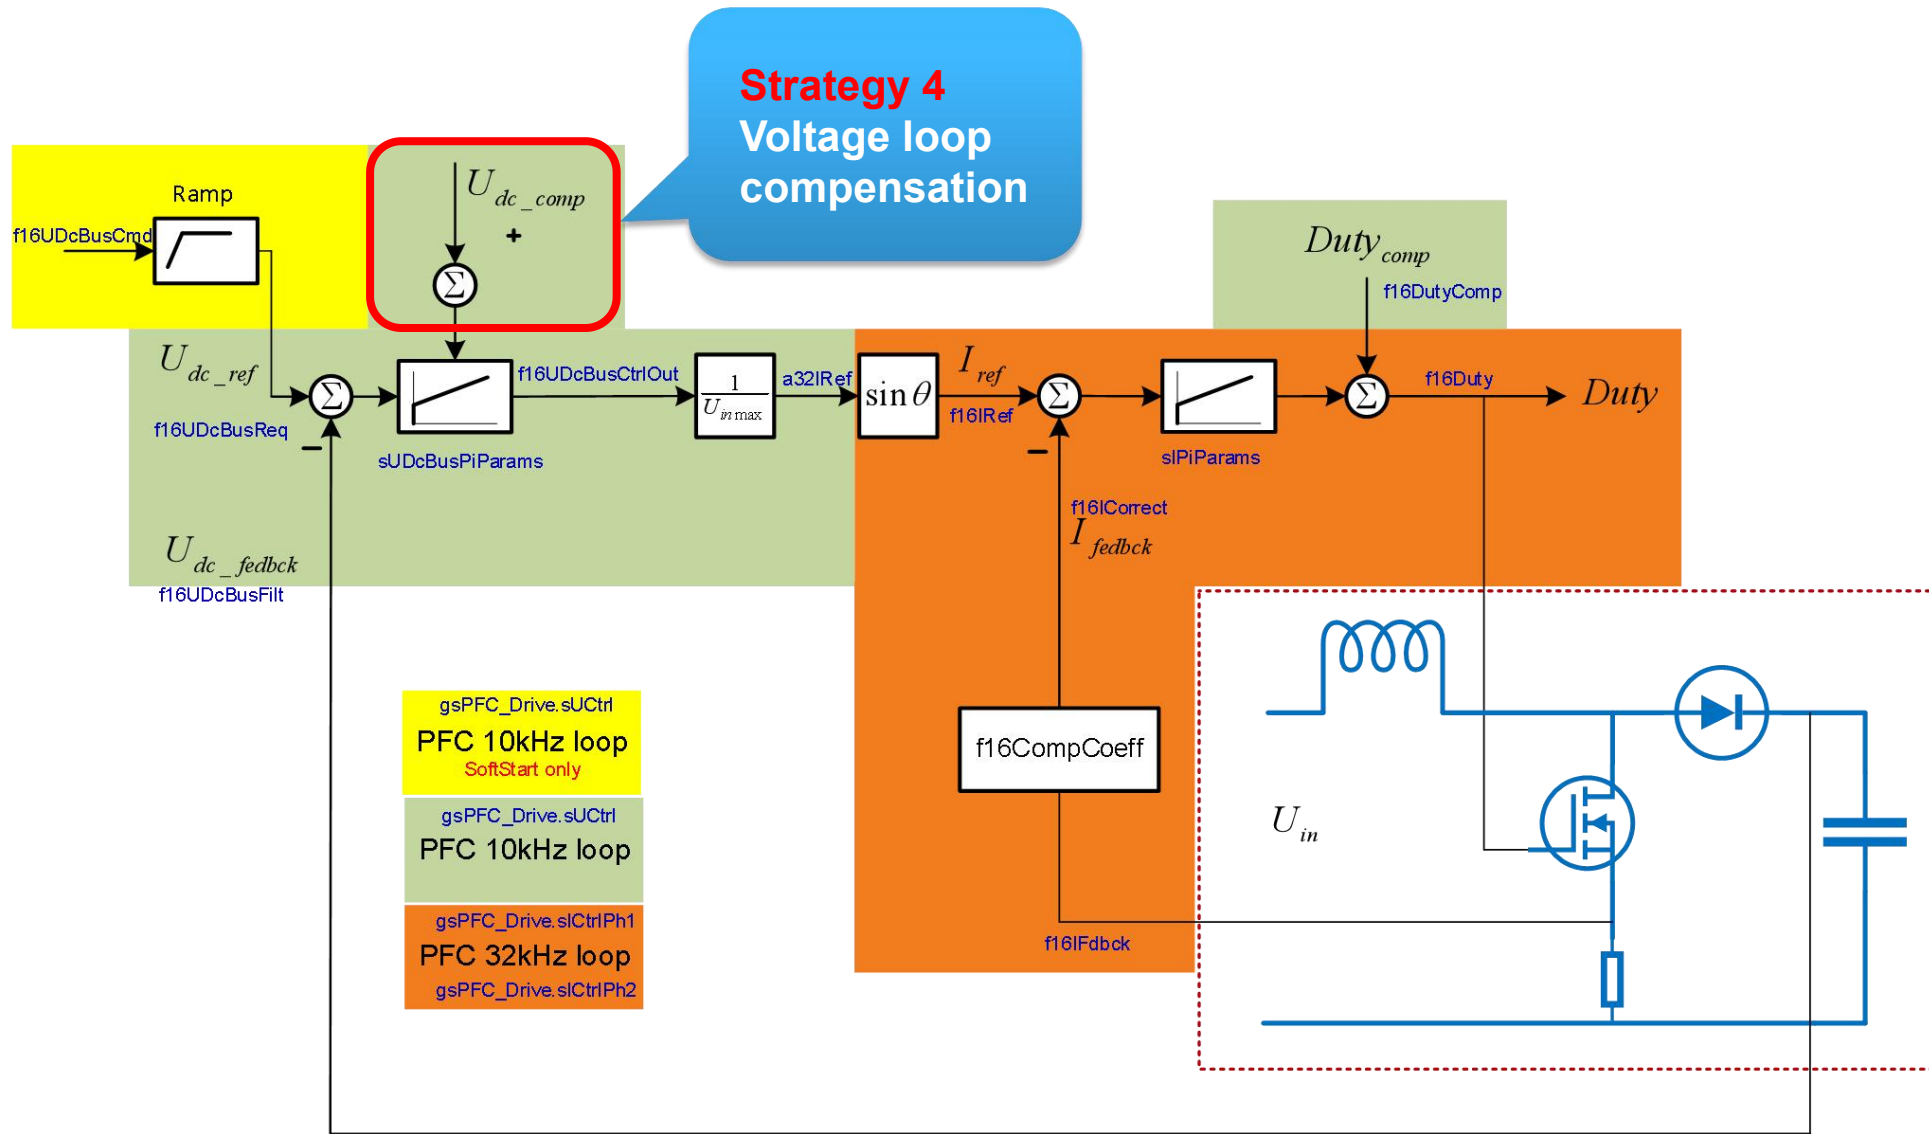 Strategy 4
Voltage loop
compensation
Ramp
f16UDcBusCmd
U dc_comp
+
Σ
Duty comp
f16DutyComp
U dc_ref
f16UDcBusReq
Σ
−
sUDcBusPiParams
f16UDcBusCtrlOut
1
U in max
a32IRef
sin θ
I ref
f16IRef
Σ
−
sIPiParams
Σ
f16Duty
Duty
f16ICorrect
I fedbck
U dc_fedbck
f16UDcBusFilt
f16CompCoeff
f16IFdbck
U in
gsPFC_Drive.sUCtrl
PFC 10kHz loop
SoftStart only
gsPFC_Drive.sUCtrl
PFC 10kHz loop
gsPFC_Drive.sICtrlPh1
PFC 32kHz loop
gsPFC_Drive.sICtrlPh2